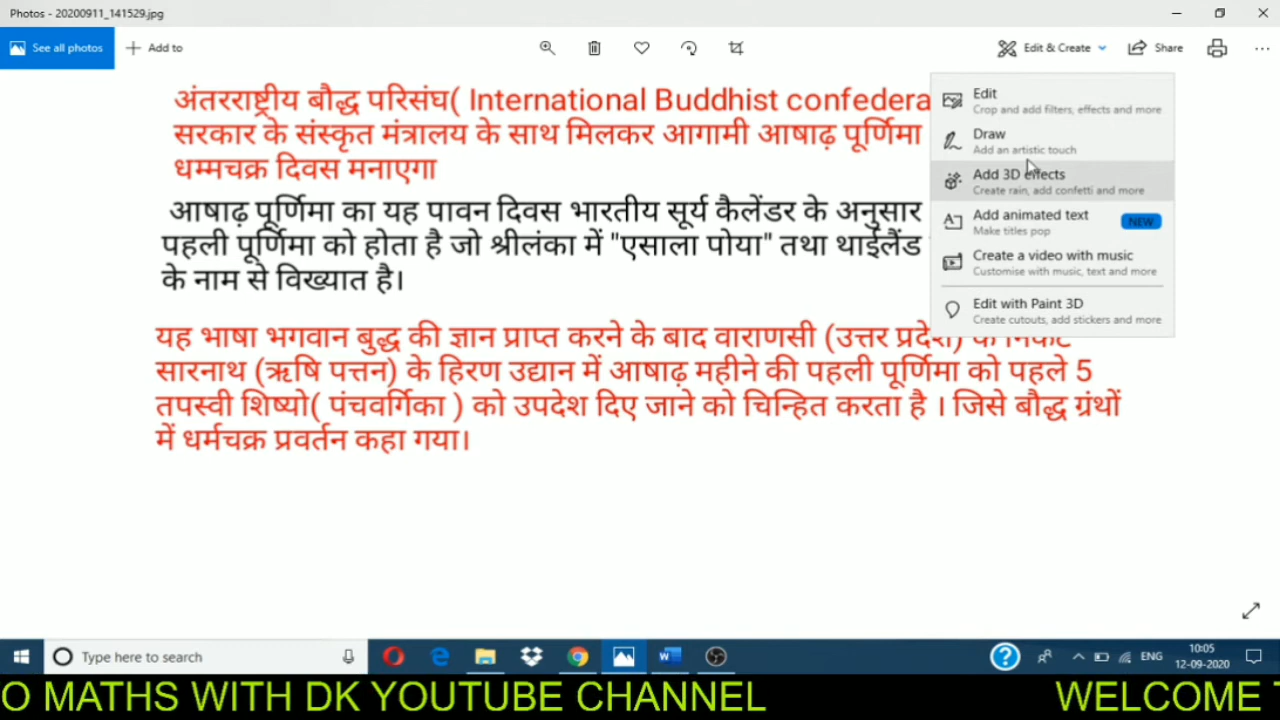 Photos - 20200911_141529.jpg
See all photos
Add to
Edit & Create
Share
अंतरराष्ट्रीय बौद्ध परिसंघ( International Buddhist confedera
सरकार के संस्कृत मंत्रालय के साथ मिलकर आगामी आषाढ़ पूर्णिमा
धम्मचक्र दिवस मनाएगा
आषाढ़ पूर्णिमा का यह पावन दिवस भारतीय सूर्य कैलेंडर के अनुसार
पहली पूर्णिमा को होता है जो श्रीलंका में "एसाला पोया" तथा थाईलैंड
के नाम से विख्यात है।
Edit
Crop and add filters, effects and more
Draw
Add an artistic touch
Add 3D effects
Create rain, add confetti and more
Add animated text
NEW
Make titles pop
Create a video with music
Customise with music, text and more
Edit with Paint 3D
Create cutouts, add stickers and more
यह भाषा भगवान बुद्ध की ज्ञान प्राप्त करने के बाद वाराणसी (उत्तर प्रदेश) के निकट
सारनाथ (ऋषि पत्तन) के हिरण उद्यान में आषाढ़ महीने की पहली पूर्णिमा को पहले 5
तपस्वी शिष्यो( पंचवर्गिका ) को उपदेश दिए जाने को चिन्हित करता है । जिसे बौद्ध ग्रंथों
में धर्मचक्र प्रवर्तन कहा गया।
Type here to search
ENG
10:05
12-09-2020
O MATHS WITH DK YOUTUBE CHANNEL WELCOME T